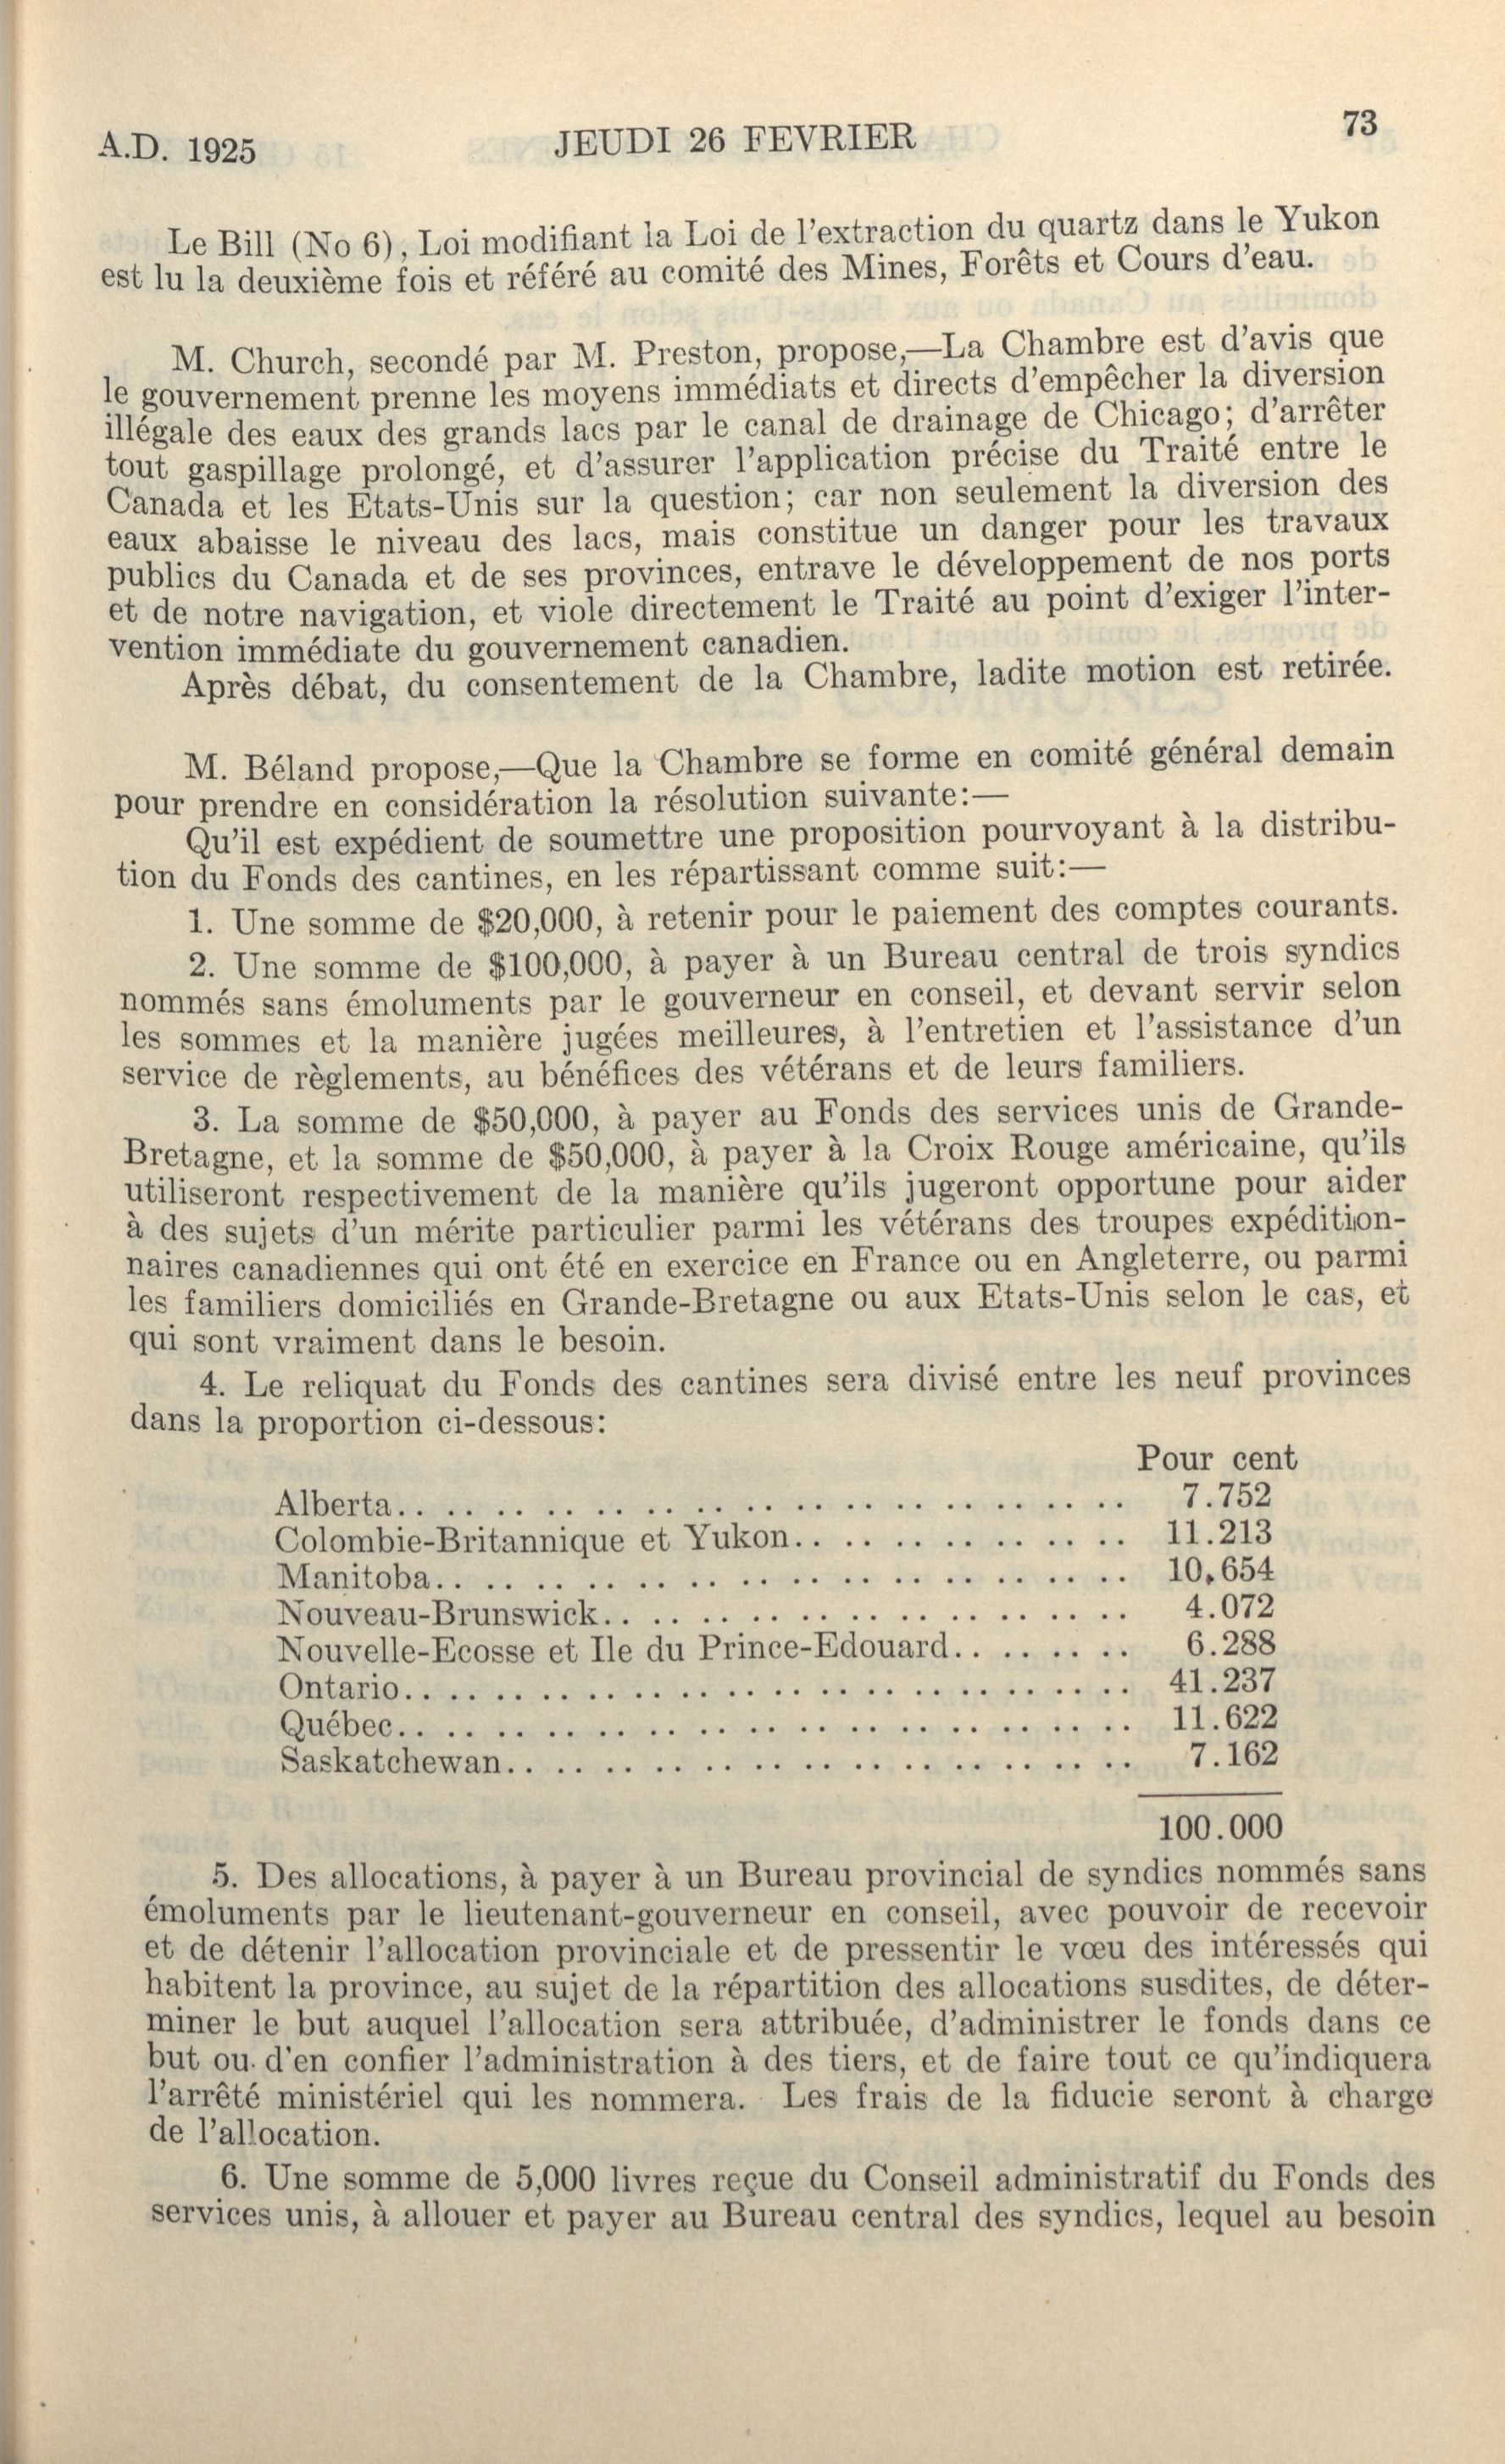 A.D. 1925 JEUDI 26 FEVRIER 73
Le Bill (No 6), Loi modifiant la Loi de l'extraction du quartz dans le Yukon
est lu la deuxième fois et référé au comité des Mines, Forêts et Cours d'eau.
M. Church, secondé par M. Preston, propose,—La Chambre est d'avis que
le gouvernement prenne les moyens immédiats et directs d'empêcher la diversion
illégale des eaux des grands lacs par le canal de drainage de Chicago; d'arrêter
tout gaspillage prolongé, et d'assurer l'application précise du Traité entre le
Canada et les Etats-Unis sur la question; car non seulement la diversion des
eaux abaisse le niveau des lacs, mais constitue un danger pour les travaux
publics du Canada et de ses provinces, entrave le développement de nos ports
et de notre navigation, et viole directement le Traité au point d'exiger l'inter-
vention immédiate du gouvernement canadien.
Après débat, du consentement de la Chambre, ladite motion est retirée.
M. Béland propose,—Que la Chambre se forme en comité général demain
pour prendre en considération la résolution suivante:—
Qu'il est expédient de soumettre une proposition pourvoyant à la distribu-
tion du Fonds des cantines, en les répartissant comme suit:—
1. Une somme de $20,000, à retenir pour le paiement des comptes courants.
2. Une somme de $100,000, à payer à un Bureau central de trois syndics
nommés sans émoluments par le gouverneur en conseil, et devant servir selon
les sommes et la manière jugées meilleures, à l'entretien et l'assistance d'un
service de règlements, au bénéfices des vétérans et de leurs familiers.
3. La somme de $50,000, à payer au Fonds des services unis de Grande-
Bretagne, et la somme de $50,000, à payer à la Croix Rouge américaine, qu'ils
utiliseront respectivement de la manière qu'ils jugeront opportune pour aider
à des sujets d'un mérite particulier parmi les vétérans des troupes expédition-
naires canadiennes qui ont été en exercice en France ou en Angleterre, ou parmi
les familiers domiciliés en Grande-Bretagne ou aux Etats-Unis selon le cas, et
qui sont vraiment dans le besoin.
4. Le reliquat du Fonds des cantines sera divisé entre les neuf provinces
dans la proportion ci-dessous:
Pour cent
Alberta.. .. .. .. .. .. .. .. .. .. .. .. .. .. .. 7.752
Colombie-Britannique et Yukon.. .. .. .. .. .. .. 11.213
Manitoba.. .. .. .. .. .. .. .. .. .. .. .. .. .. 10.654
Nouveau-Brunswick.. .. .. .. .. .. .. .. .. .. .. 4.072
Nouvelle-Ecosse et Ile du Prince-Edouard.. .. .. .. 6.288
Ontario.. .. .. .. .. .. .. .. .. .. .. .. .. .. .. .. 41.237
Québec.. .. .. .. .. .. .. .. .. .. .. .. .. .. .. 11.622
Saskatchewan.. .. .. .. .. .. .. .. .. .. .. .. .. 7.162
100.000
5. Des allocations, à payer à un Bureau provincial de syndics nommés sans
émoluments par le lieutenant-gouverneur en conseil, avec pouvoir de recevoir
et de détenir l'allocation provinciale et de pressentir le vœu des intéressés qui
habitent la province, au sujet de la répartition des allocations susdites, de déter-
miner le but auquel l'allocation sera attribuée, d'administrer le fonds dans ce
but ou d'en confier l'administration à des tiers, et de faire tout ce qu'indiquera
l'arrêté ministériel qui les nommera. Les frais de la fiducie seront à charge
de l'allocation.
6. Une somme de 5,000 livres reçue du Conseil administratif du Fonds des
services unis, à allouer et payer au Bureau central des syndics, lequel au besoin